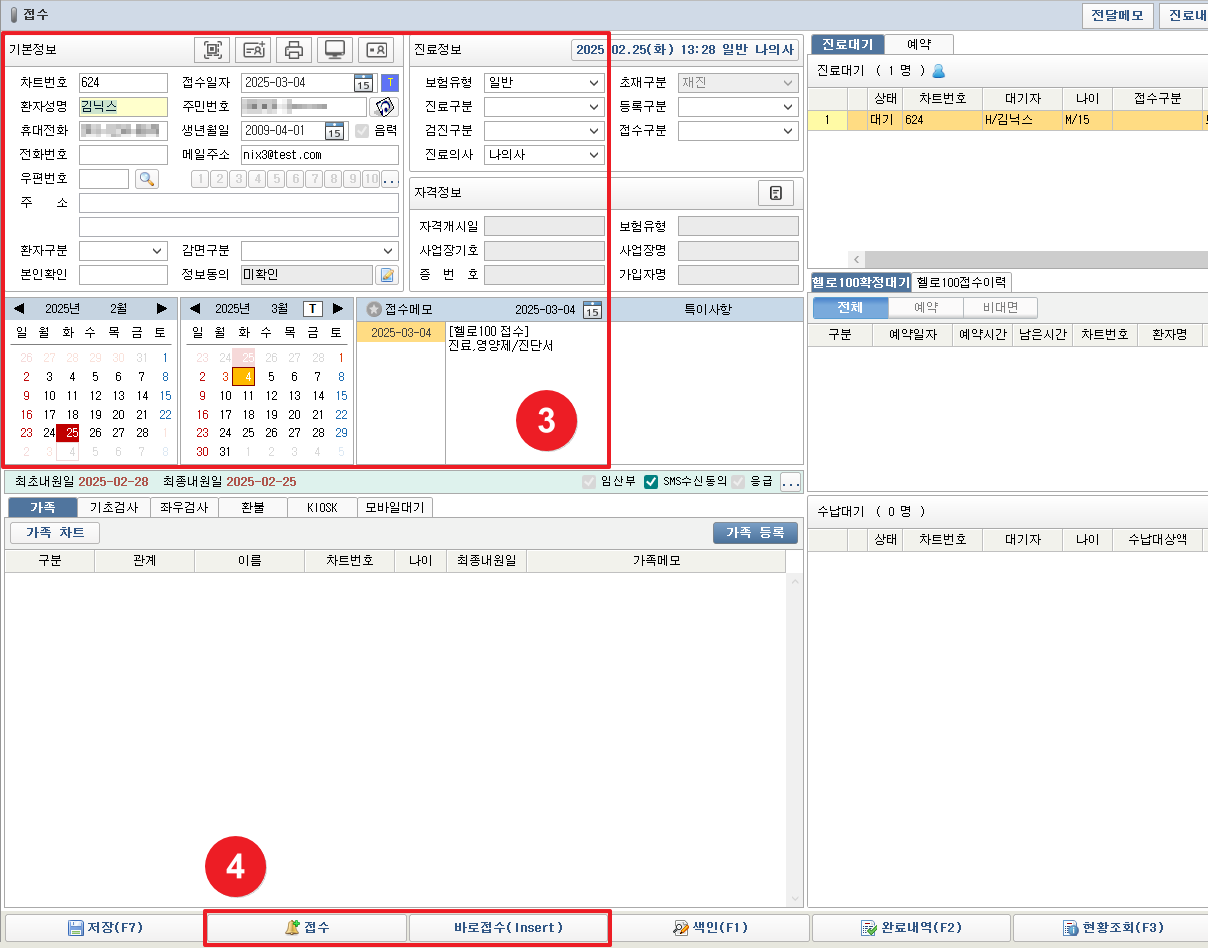 접수
전달메모 진료내
기본정보
차트번호 624 접수일자 2025-03-04 15 T
환자성명 김닉스 주민번호
휴대전화 생년월일 2009-04-01 15 음력
전화번호 메일주소 nix3@test.com
우편번호 1 2 3 4 5 6 7 8 9 10 ...
주 소
환자구분 감면구분
본인확인 정보동의 미확인
진료정보 2025-02.25(화) 13:28 일반 나의사
보험유형 일반 초재구분 재진
진료구분 등록구분
검진구분 접수구분
진료의사 나의사
자격정보
자격개시일 보험유형
사업장기호 사업장명
증 번 호 가입자명
◀ 2025년 2월 ▶
일 월 화 수 목 금 토
26 27 28 29 30 31 1
2 3 4 5 6 7 8
9 10 11 12 13 14 15
16 17 18 19 20 21 22
23 24 25 26 27 28 1
2 3 4 5 6 7 8
◀ 2025년 3월 T ▶
일 월 화 수 목 금 토
23 24 25 26 27 28 1
2 3 4 5 6 7 8
9 10 11 12 13 14 15
16 17 18 19 20 21 22
23 24 25 26 27 28 29
30 31 1 2 3 4 5
접수메모 2025-03-04 15 특이사항
2025-03-04 [헬로100 접수]
진료,영양제/진단서
3
최초내원일 2025-02-28 최종내원일 2025-02-25 임산부 SMS수신동의 응급 ...
가족 기초검사 좌우검사 환불 KIOSK 모바일대기
가족 차트 가족 등록
구분 관계 이름 차트번호 나이 최종내원일 가족메모
4
진료대기 예약
진료대기 ( 1 명 )
상태 차트번호 대기자 나이 접수구분
1 대기 624 H/김닉스 M/15
헬로100확정대기 헬로100접수이력
전체 예약 비대면
구분 예약일자 예약시간 남은시간 차트번호 환자명
수납대기 ( 0 명 )
상태 차트번호 대기자 나이 수납대상액
저장(F7) 접수 바로접수(Insert) 색인(F1) 완료내역(F2) 현황조회(F3)